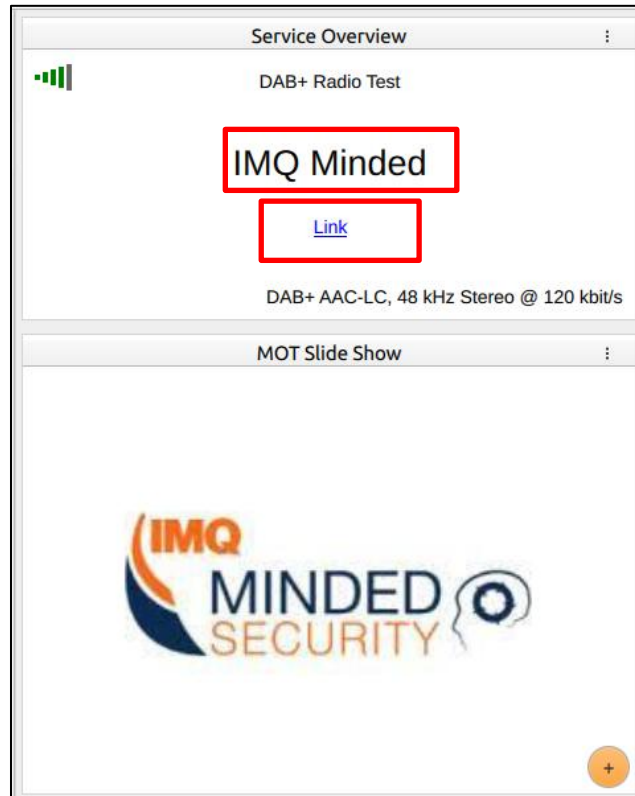 Service Overview
DAB+ Radio Test
IMQ Minded
Link
DAB+ AAC-LC, 48 kHz Stereo @ 120 kbit/s
MOT Slide Show
IMQ
MINDED
SECURITY
+